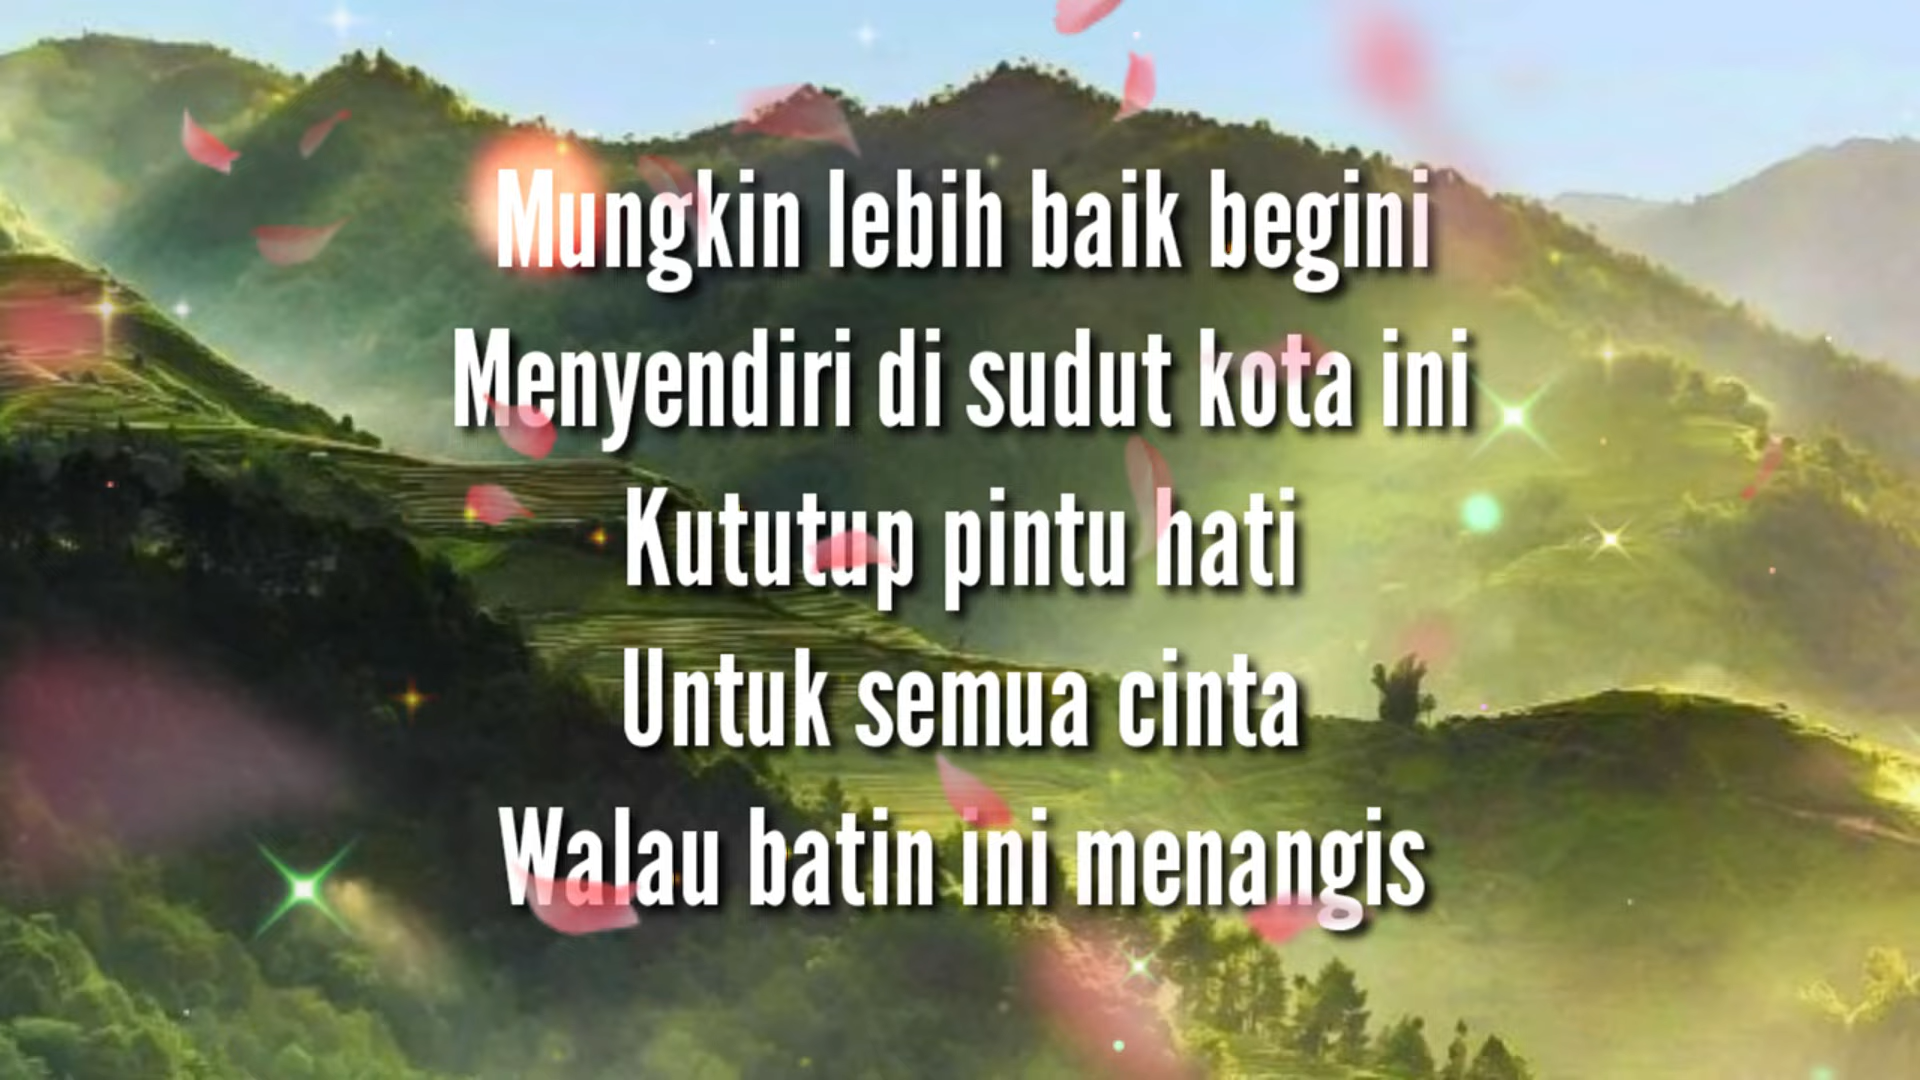 Mungkin lebih baik begini
Menyendiri di sudut kota ini
Kututup pintu hati
Untuk semua cinta
Walau batin ini menangis